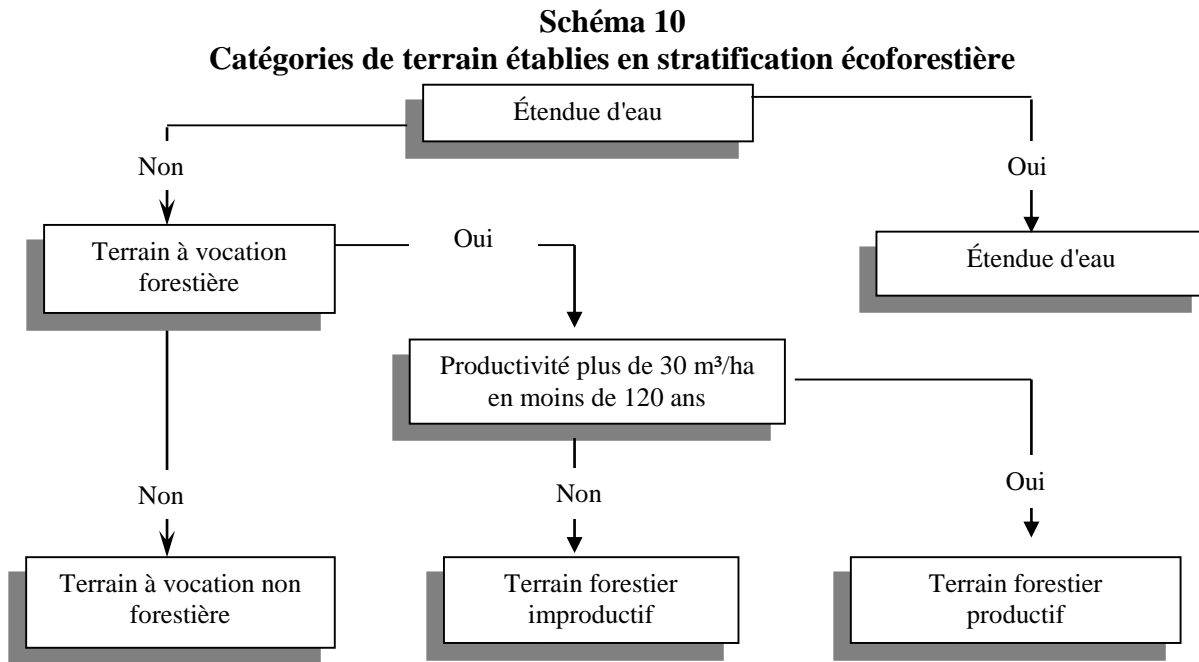 Schéma 10
Catégories de terrain établies en stratification écoforestière
Étendue d'eau
Non
Oui
Terrain à vocation
forestière
Oui
Étendue d'eau
Productivité plus de 30 m³/ha
en moins de 120 ans
Non
Non
Oui
Terrain à vocation non
forestière
Terrain forestier
improductif
Terrain forestier
productif